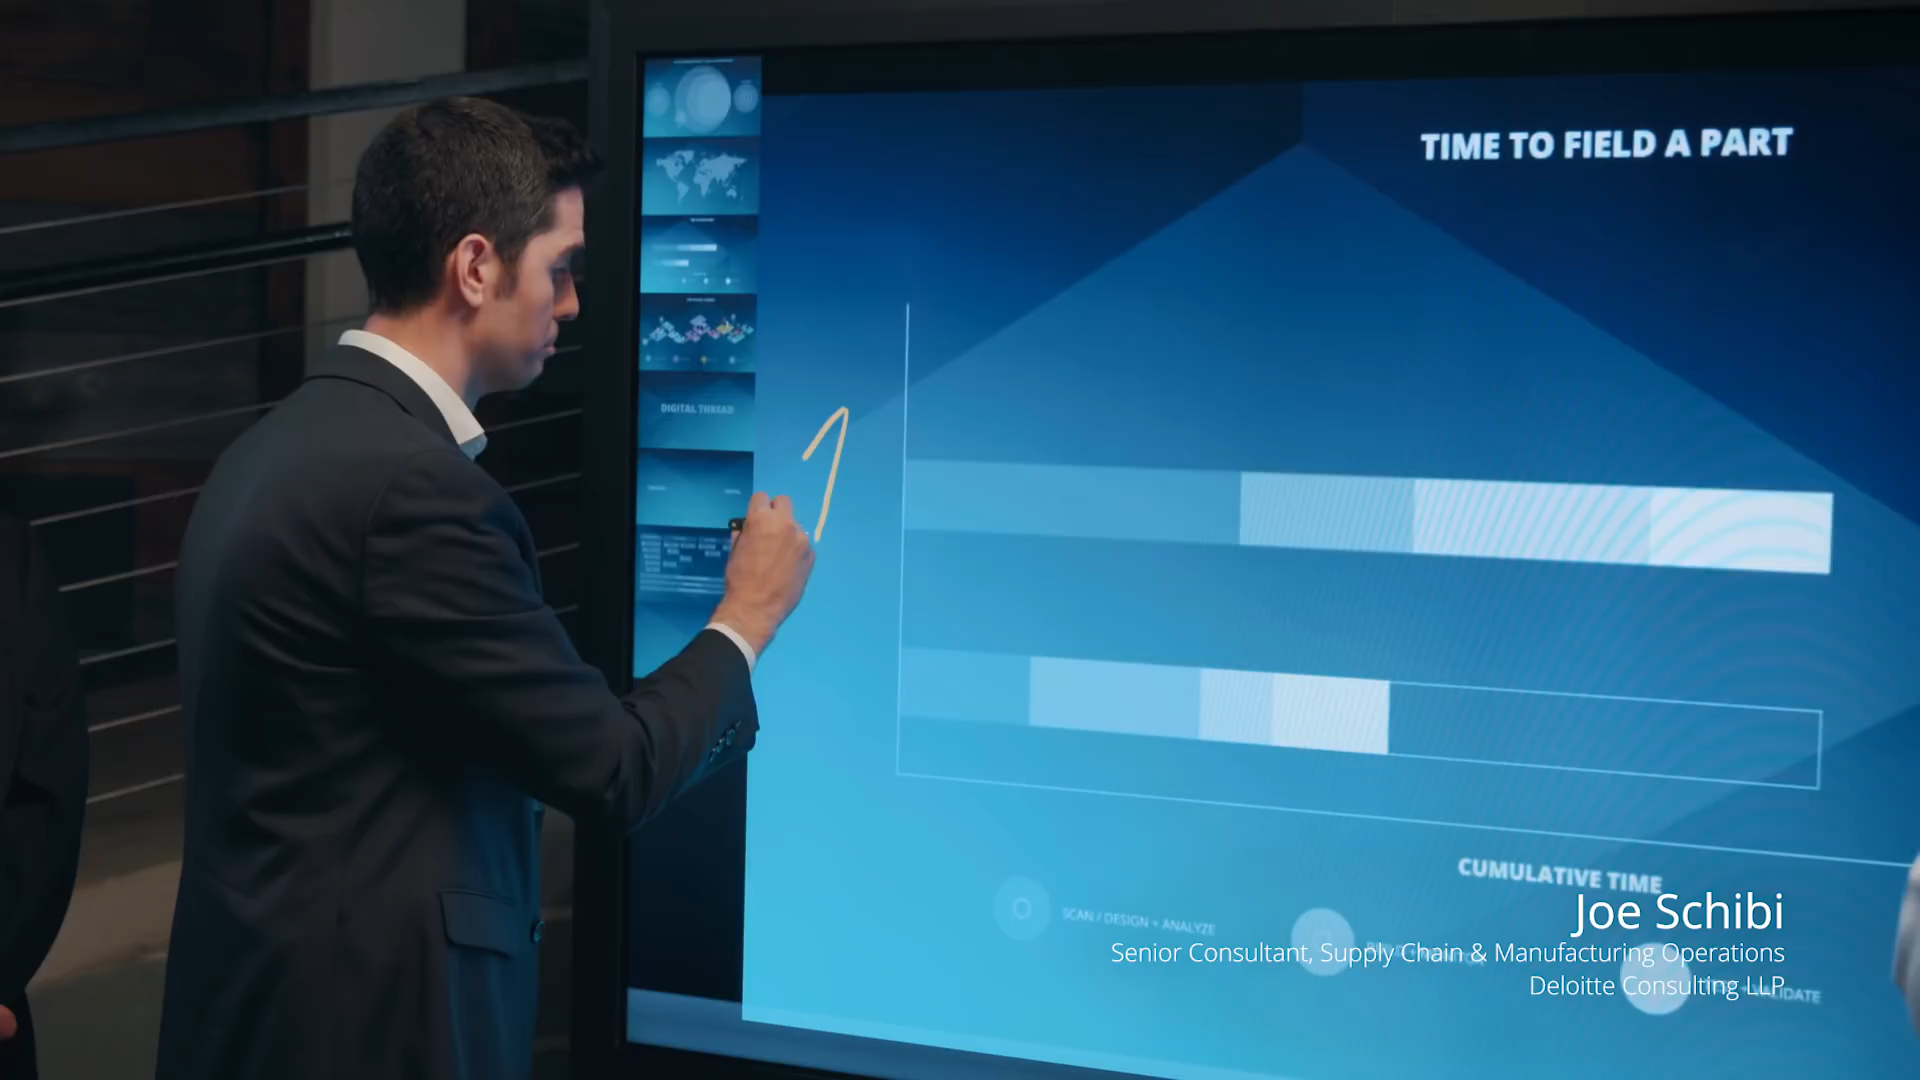 TIME TO FIELD A PART
DIGITAL THREAD
CUMULATIVE TIME
SCAN / DESIGN + ANALYZE
Joe Schibi
Senior Consultant, Supply Chain & Manufacturing Operations
Deloitte Consulting LLP
+ VALIDATE